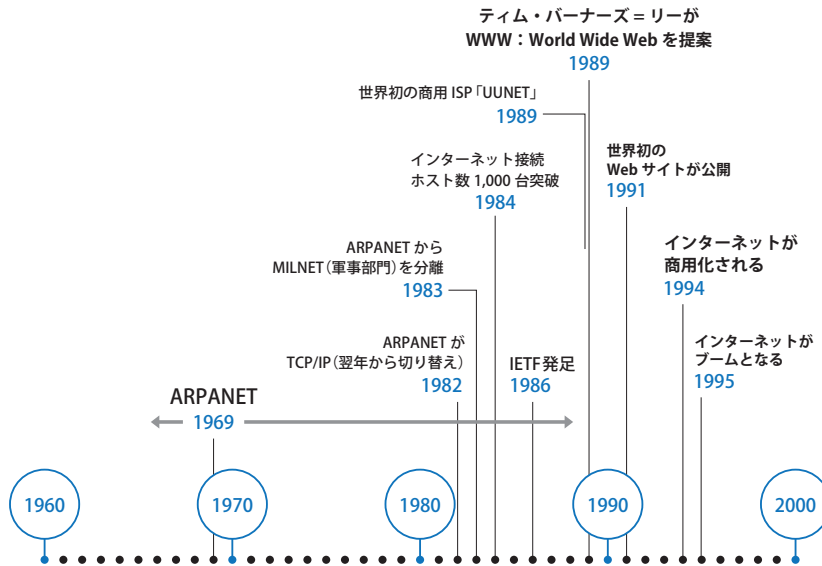 ティム・バーナーズ = リーが
WWW：World Wide Web を提案
1989
世界初の商用 ISP「UUNET」
1989
インターネット接続
ホスト数 1,000 台突破
1984
世界初の
Web サイトが公開
1991
ARPANET から
MILNET（軍事部門）を分離
1983
インターネットが
商用化される
1994
ARPANET が
TCP/IP（翌年から切り替え）
1982
IETF 発足
1986
インターネットが
ブームとなる
1995
ARPANET
1969
1960
1970
1980
1990
2000